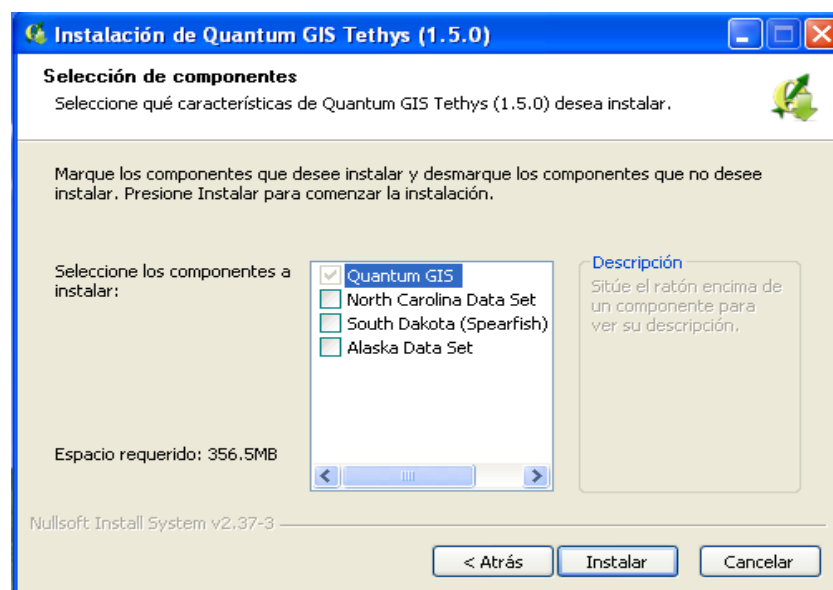 Instalación de Quantum GIS Tethys (1.5.0)
Selección de componentes
Seleccione qué características de Quantum GIS Tethys (1.5.0) desea instalar.
Marque los componentes que desee instalar y desmarque los componentes que no desee
instalar. Presione Instalar para comenzar la instalación.
Seleccione los componentes a
instalar:
Quantum GIS
North Carolina Data Set
South Dakota (Spearfish)
Alaska Data Set
Descripción
Sitúe el ratón encima de
un componente para
ver su descripción.
Espacio requerido: 356.5MB
Nullsoft Install System v2.37-3
< Atrás
Instalar
Cancelar